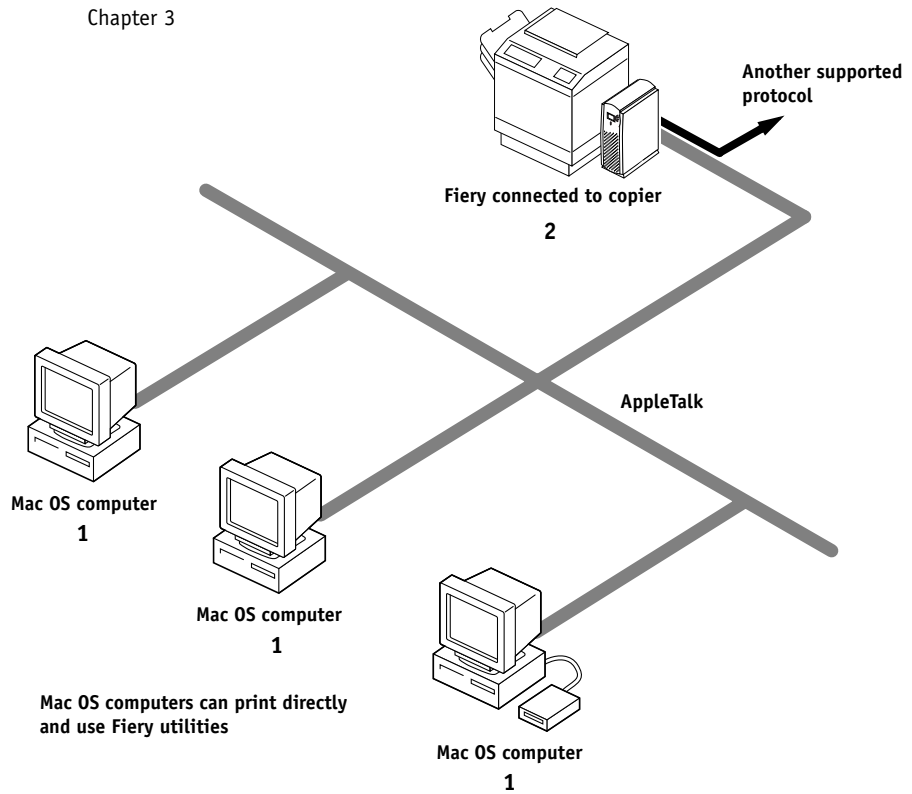 Chapter 3
Another supported
protocol
Fiery connected to copier
2
AppleTalk
Mac OS computer
1
Mac OS computer
1
Mac OS computers can print directly
and use Fiery utilities
Mac OS computer
1